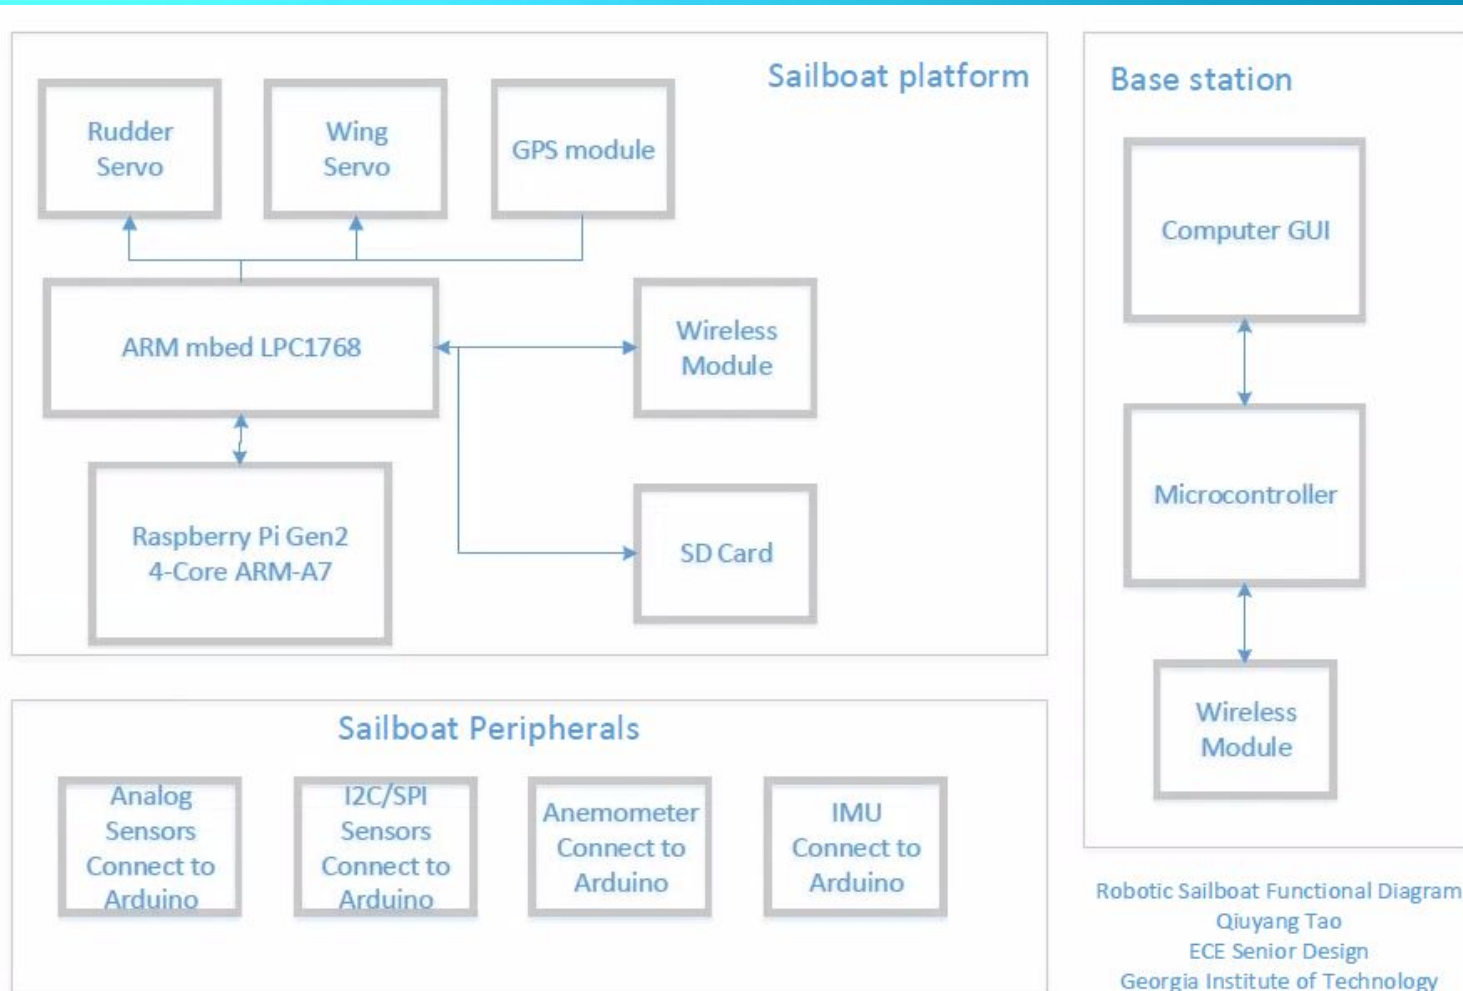 Sailboat platform
Rudder
Servo
Wing
Servo
GPS module
ARM mbed LPC1768
Wireless
Module
Raspberry Pi Gen2
4-Core ARM-A7
SD Card
Base station
Computer GUI
Microcontroller
Wireless
Module
Sailboat Peripherals
Analog
Sensors
Connect to
Arduino
I2C/SPI
Sensors
Connect to
Arduino
Anemometer
Connect to
Arduino
IMU
Connect to
Arduino
Robotic Sailboat Functional Diagram
Qiuyang Tao
ECE Senior Design
Georgia Institute of Technology